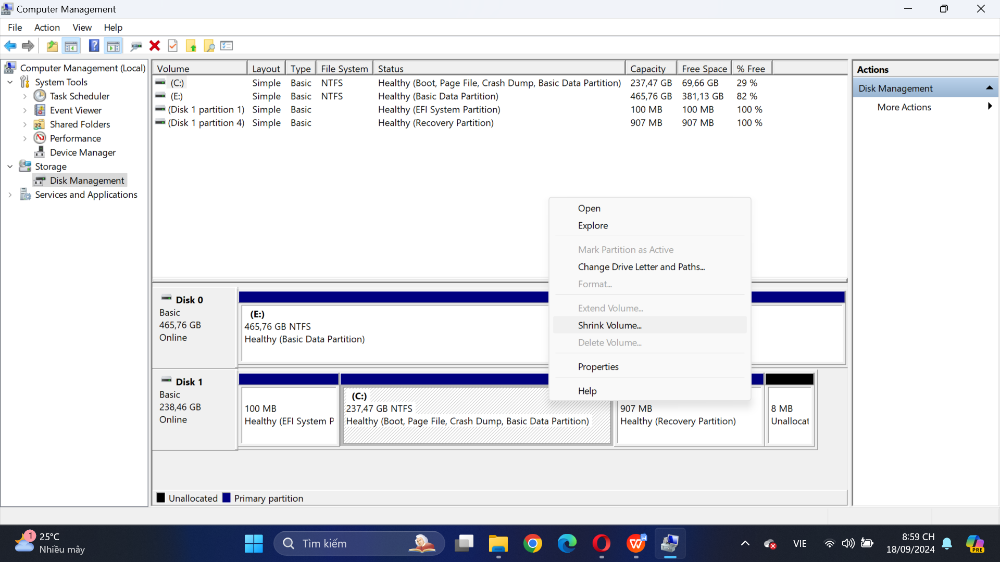 Computer Management
File Action View Help
Computer Management (Local)
System Tools
Task Scheduler
Event Viewer
Shared Folders
Performance
Device Manager
Storage
Disk Management
Services and Applications
Volume Layout Type File System Status Capacity Free Space % Free
(C:) Simple Basic NTFS Healthy (Boot, Page File, Crash Dump, Basic Data Partition) 237,47 GB 69,66 GB 29 %
(E:) Simple Basic NTFS Healthy (Basic Data Partition) 465,76 GB 381,13 GB 82 %
(Disk 1 partition 1) Simple Basic Healthy (EFI System Partition) 100 MB 100 MB 100 %
(Disk 1 partition 4) Simple Basic Healthy (Recovery Partition) 907 MB 907 MB 100 %
Actions
Disk Management
More Actions
Open
Explore
Mark Partition as Active
Change Drive Letter and Paths...
Format...
Extend Volume...
Shrink Volume...
Delete Volume...
Properties
Help
Disk 0
Basic
465,76 GB
Online
(E:)
465,76 GB NTFS
Healthy (Basic Data Partition)
Disk 1
Basic
238,46 GB
Online
100 MB
Healthy (EFI System P
(C:)
237,47 GB NTFS
Healthy (Boot, Page File, Crash Dump, Basic Data Partition)
907 MB
Healthy (Recovery Partition)
8 MB
Unallocat
Unallocated Primary partition
1
25°C
Nhiều mây
Tìm kiếm
W
VIE
8:59 CH
18/09/2024
PRE